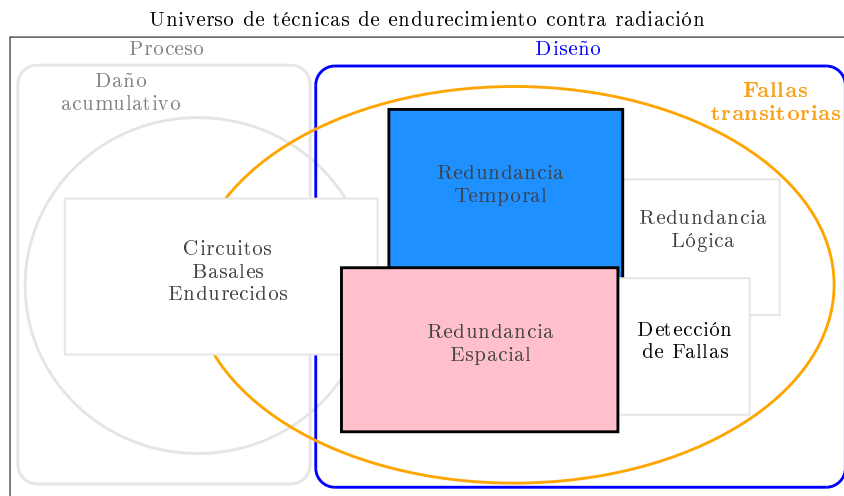 Universo de técnicas de endurecimiento contra radiación
Proceso
Diseño
Daño
acumulativo
Fallas
transitorias
Redundancia
Temporal
Redundancia
Lógica
Circuitos
Basales
Endurecidos
Redundancia
Espacial
Detección
de Fallas